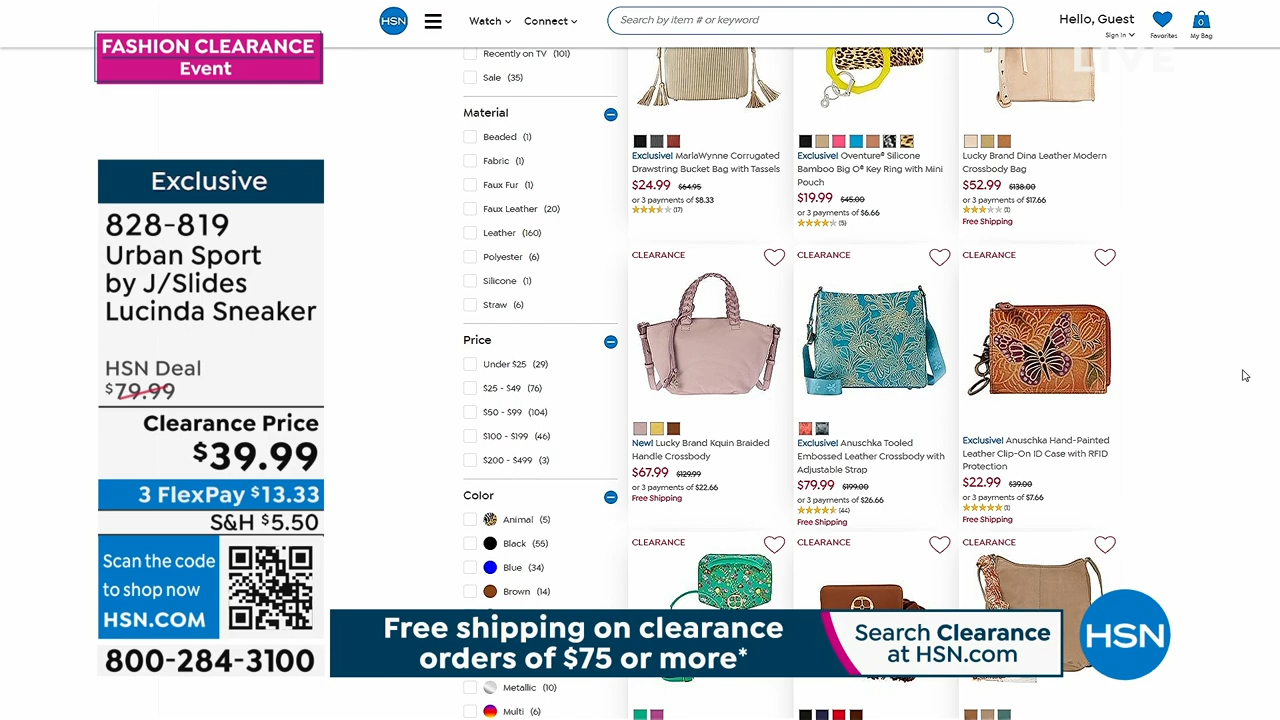 HSN
Watch
Connect
Search by item # or keyword
Hello, Guest
Sign In
Favorites
0
My Bag
LIVE
FASHION CLEARANCE
Event
Exclusive
828-819
Urban Sport
by J/Slides
Lucinda Sneaker
HSN Deal
$79.99
Clearance Price
$39.99
3 FlexPay $13.33
S&H $5.50
Scan the code
to shop now
HSN.COM
800-284-3100
Recently on TV (101)
Sale (35)
Material
Beaded (1)
Fabric (1)
Faux Fur (1)
Faux Leather (20)
Leather (160)
Polyester (6)
Silicone (1)
Straw (6)
Price
Under $25 (29)
$25 - $49 (76)
$50 - $99 (104)
$100 - $199 (46)
$200 - $499 (3)
Color
Animal (5)
Black (55)
Blue (34)
Brown (14)
Metallic (10)
Multi (6)
Exclusive! MarlaWynne Corrugated
Drawstring Bucket Bag with Tassels
$24.99 $64.95
or 3 payments of $8.33
(17)
Exclusive! Oventure® Silicone
Bamboo Big O® Key Ring with Mini
Pouch
$19.99 $45.00
or 3 payments of $6.66
(5)
Lucky Brand Dina Leather Modern
Crossbody Bag
$52.99 $138.00
or 3 payments of $17.66
(1)
Free Shipping
CLEARANCE
New! Lucky Brand Kquin Braided
Handle Crossbody
$67.99 $129.99
or 3 payments of $22.66
Free Shipping
CLEARANCE
Exclusive! Anuschka Tooled
Embossed Leather Crossbody with
Adjustable Strap
$79.99 $199.00
or 3 payments of $26.66
(44)
Free Shipping
CLEARANCE
Exclusive! Anuschka Hand-Painted
Leather Clip-On ID Case with RFID
Protection
$22.99 $39.00
or 3 payments of $7.66
(1)
Free Shipping
CLEARANCE
CLEARANCE
CLEARANCE
Free shipping on clearance
orders of $75 or more*
Search Clearance
at HSN.com
HSN